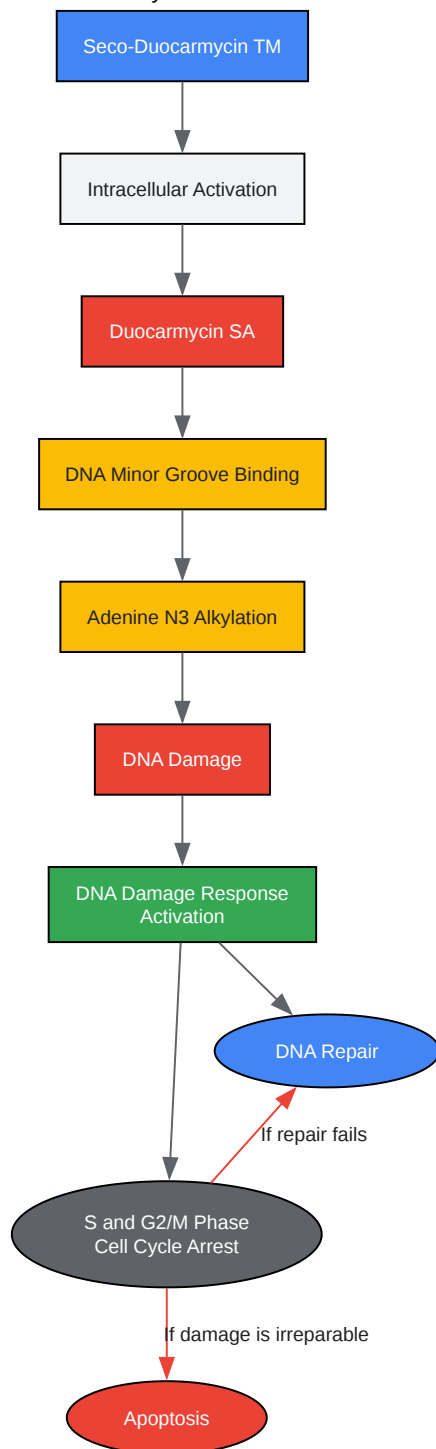 Seco-Duocarmycin TM
Intracellular Activation
Duocarmycin SA
DNA Minor Groove Binding
Adenine N3 Alkylation
DNA Damage
DNA Damage Response
Activation
DNA Repair
If repair fails
S and G2/M Phase
Cell Cycle Arrest
If damage is irreparable
Apoptosis